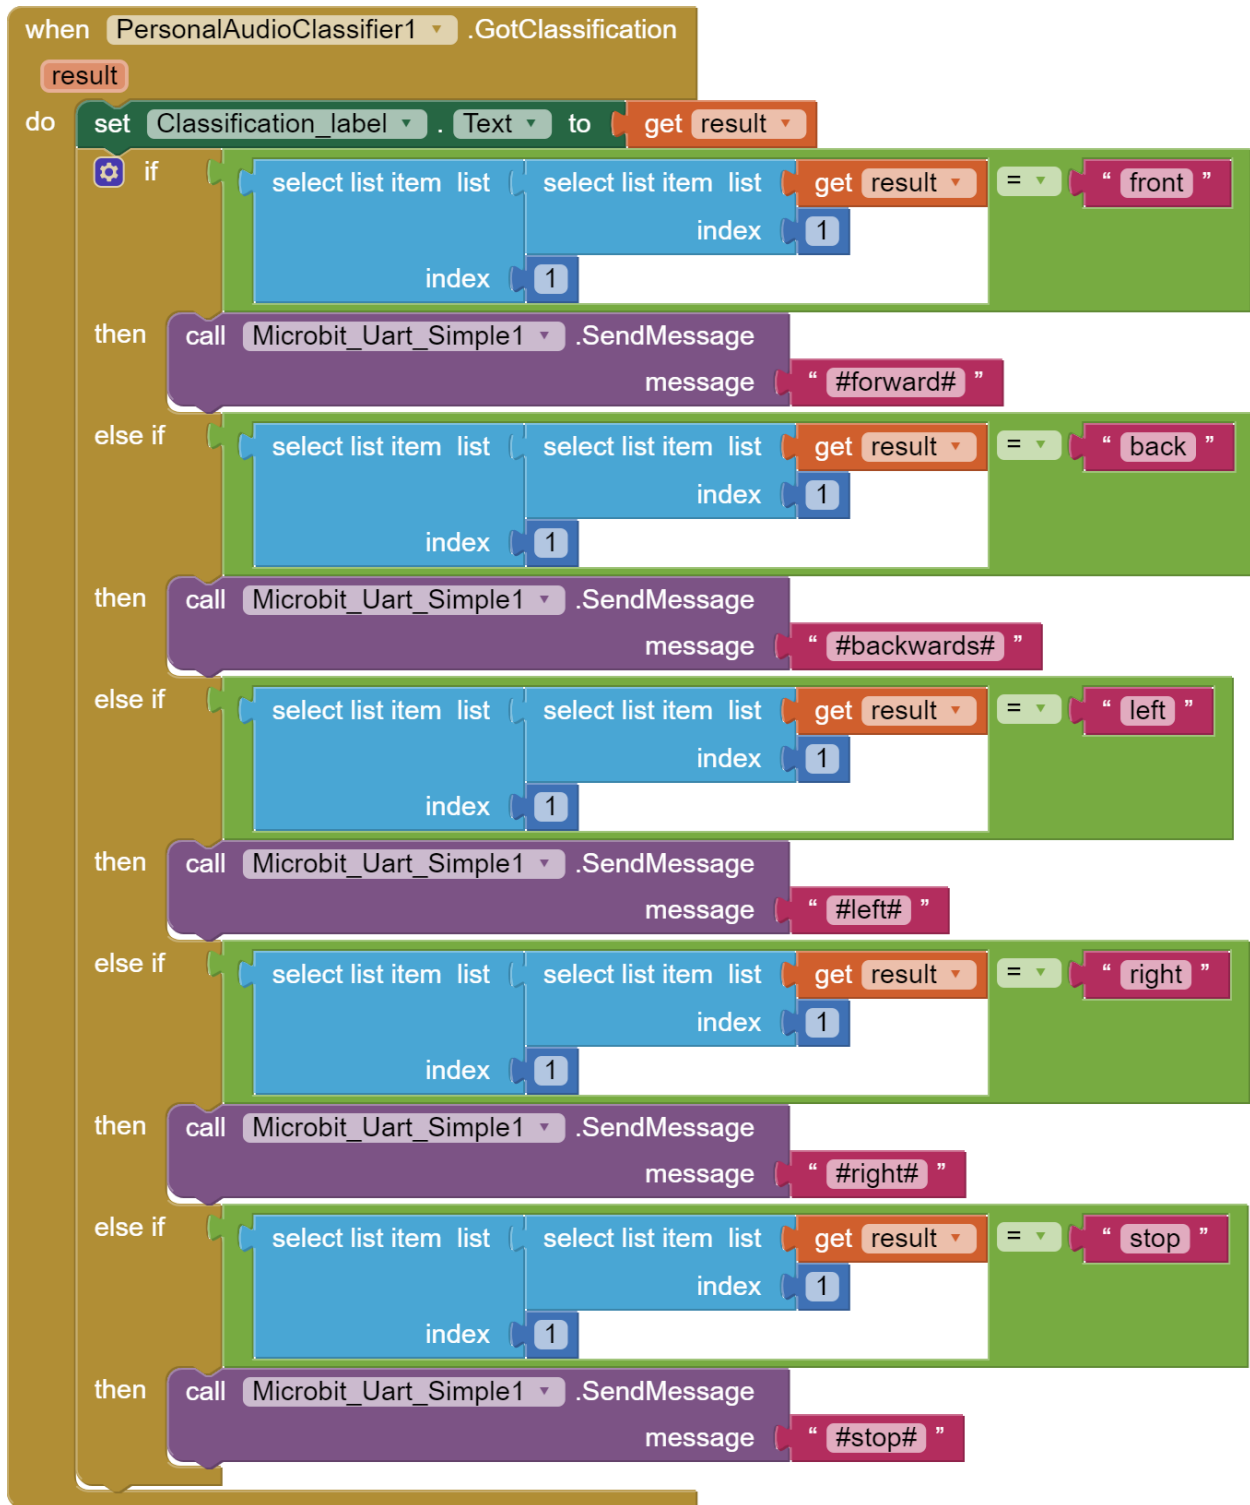 when PersonalAudioClassifier1 .GotClassification
result
do set Classification_label . Text to get result
if select list item list select list item list get result = “ front ”
index 1
index 1
then call Microbit_Uart_Simple1 .SendMessage
message “ #forward# ”
else if select list item list select list item list get result = “ back ”
index 1
index 1
then call Microbit_Uart_Simple1 .SendMessage
message “ #backwards# ”
else if select list item list select list item list get result = “ left ”
index 1
index 1
then call Microbit_Uart_Simple1 .SendMessage
message “ #left# ”
else if select list item list select list item list get result = “ right ”
index 1
index 1
then call Microbit_Uart_Simple1 .SendMessage
message “ #right# ”
else if select list item list select list item list get result = “ stop ”
index 1
index 1
then call Microbit_Uart_Simple1 .SendMessage
message “ #stop# ”